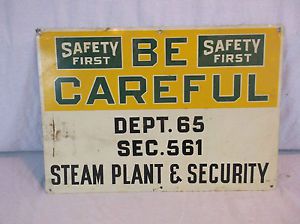 SAFETY FIRST BE SAFETY FIRST
CAREFUL
DEPT. 65
SEC. 561
STEAM PLANT & SECURITY